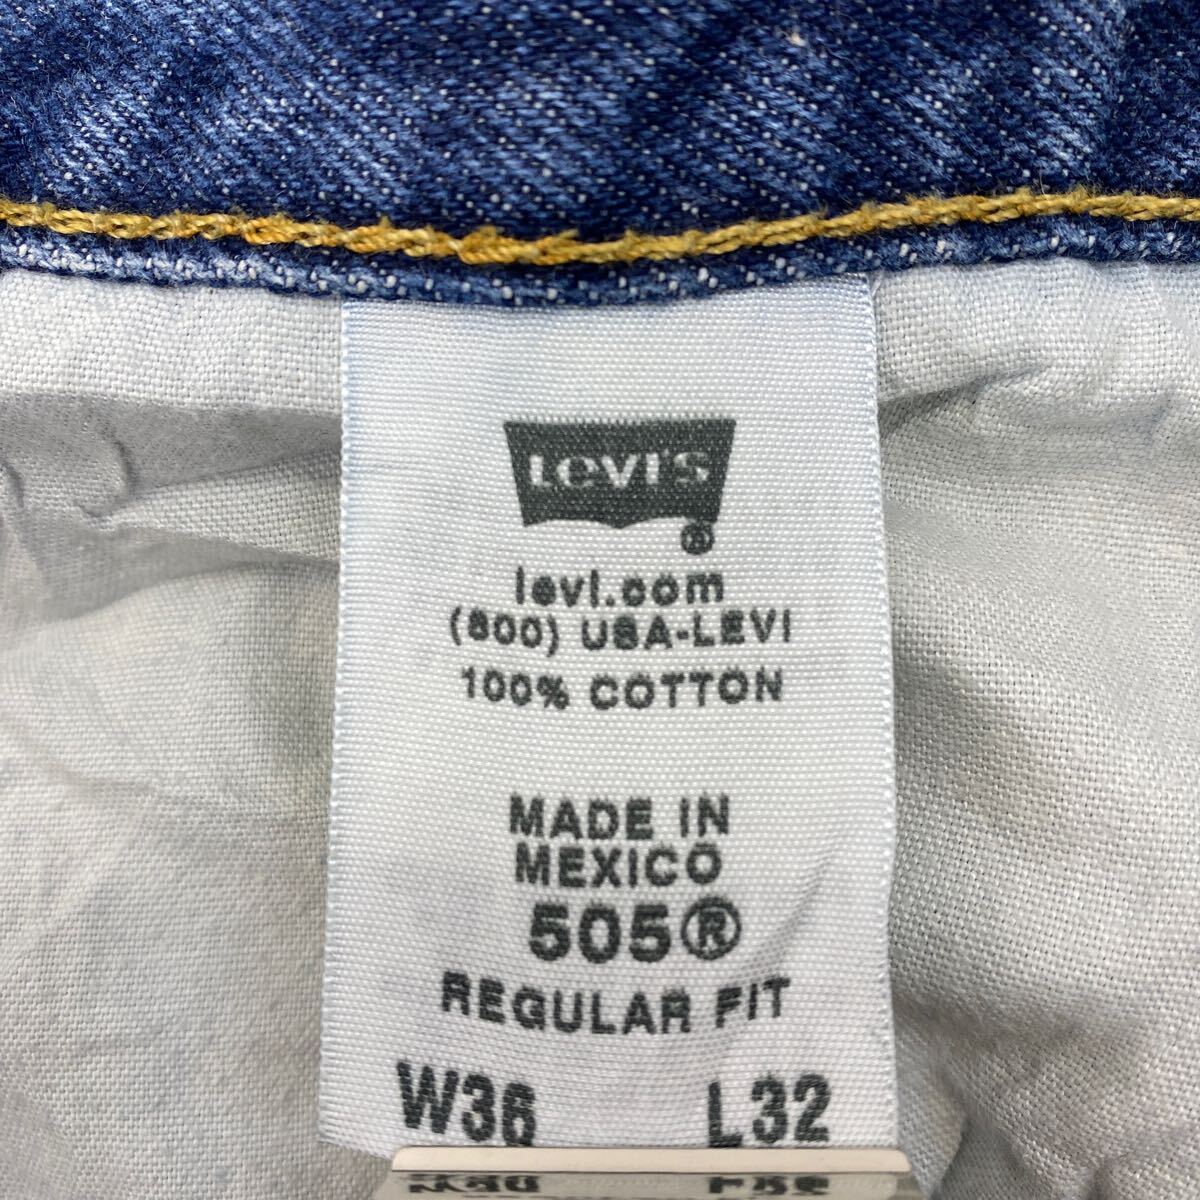 Levi's
®
levi.com
(800) USA-LEVI
100% COTTON
MADE IN
MEXICO
505®
REGULAR FIT
W36 L32